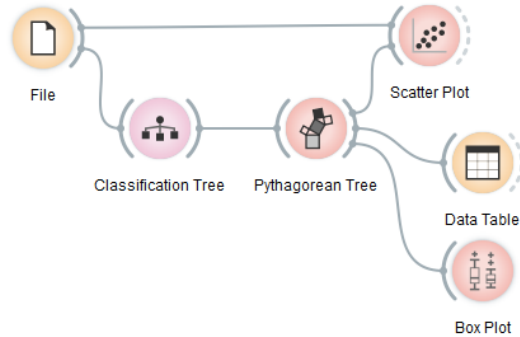 File
Scatter Plot
Classification Tree
Pythagorean Tree
Data Table
Box Plot